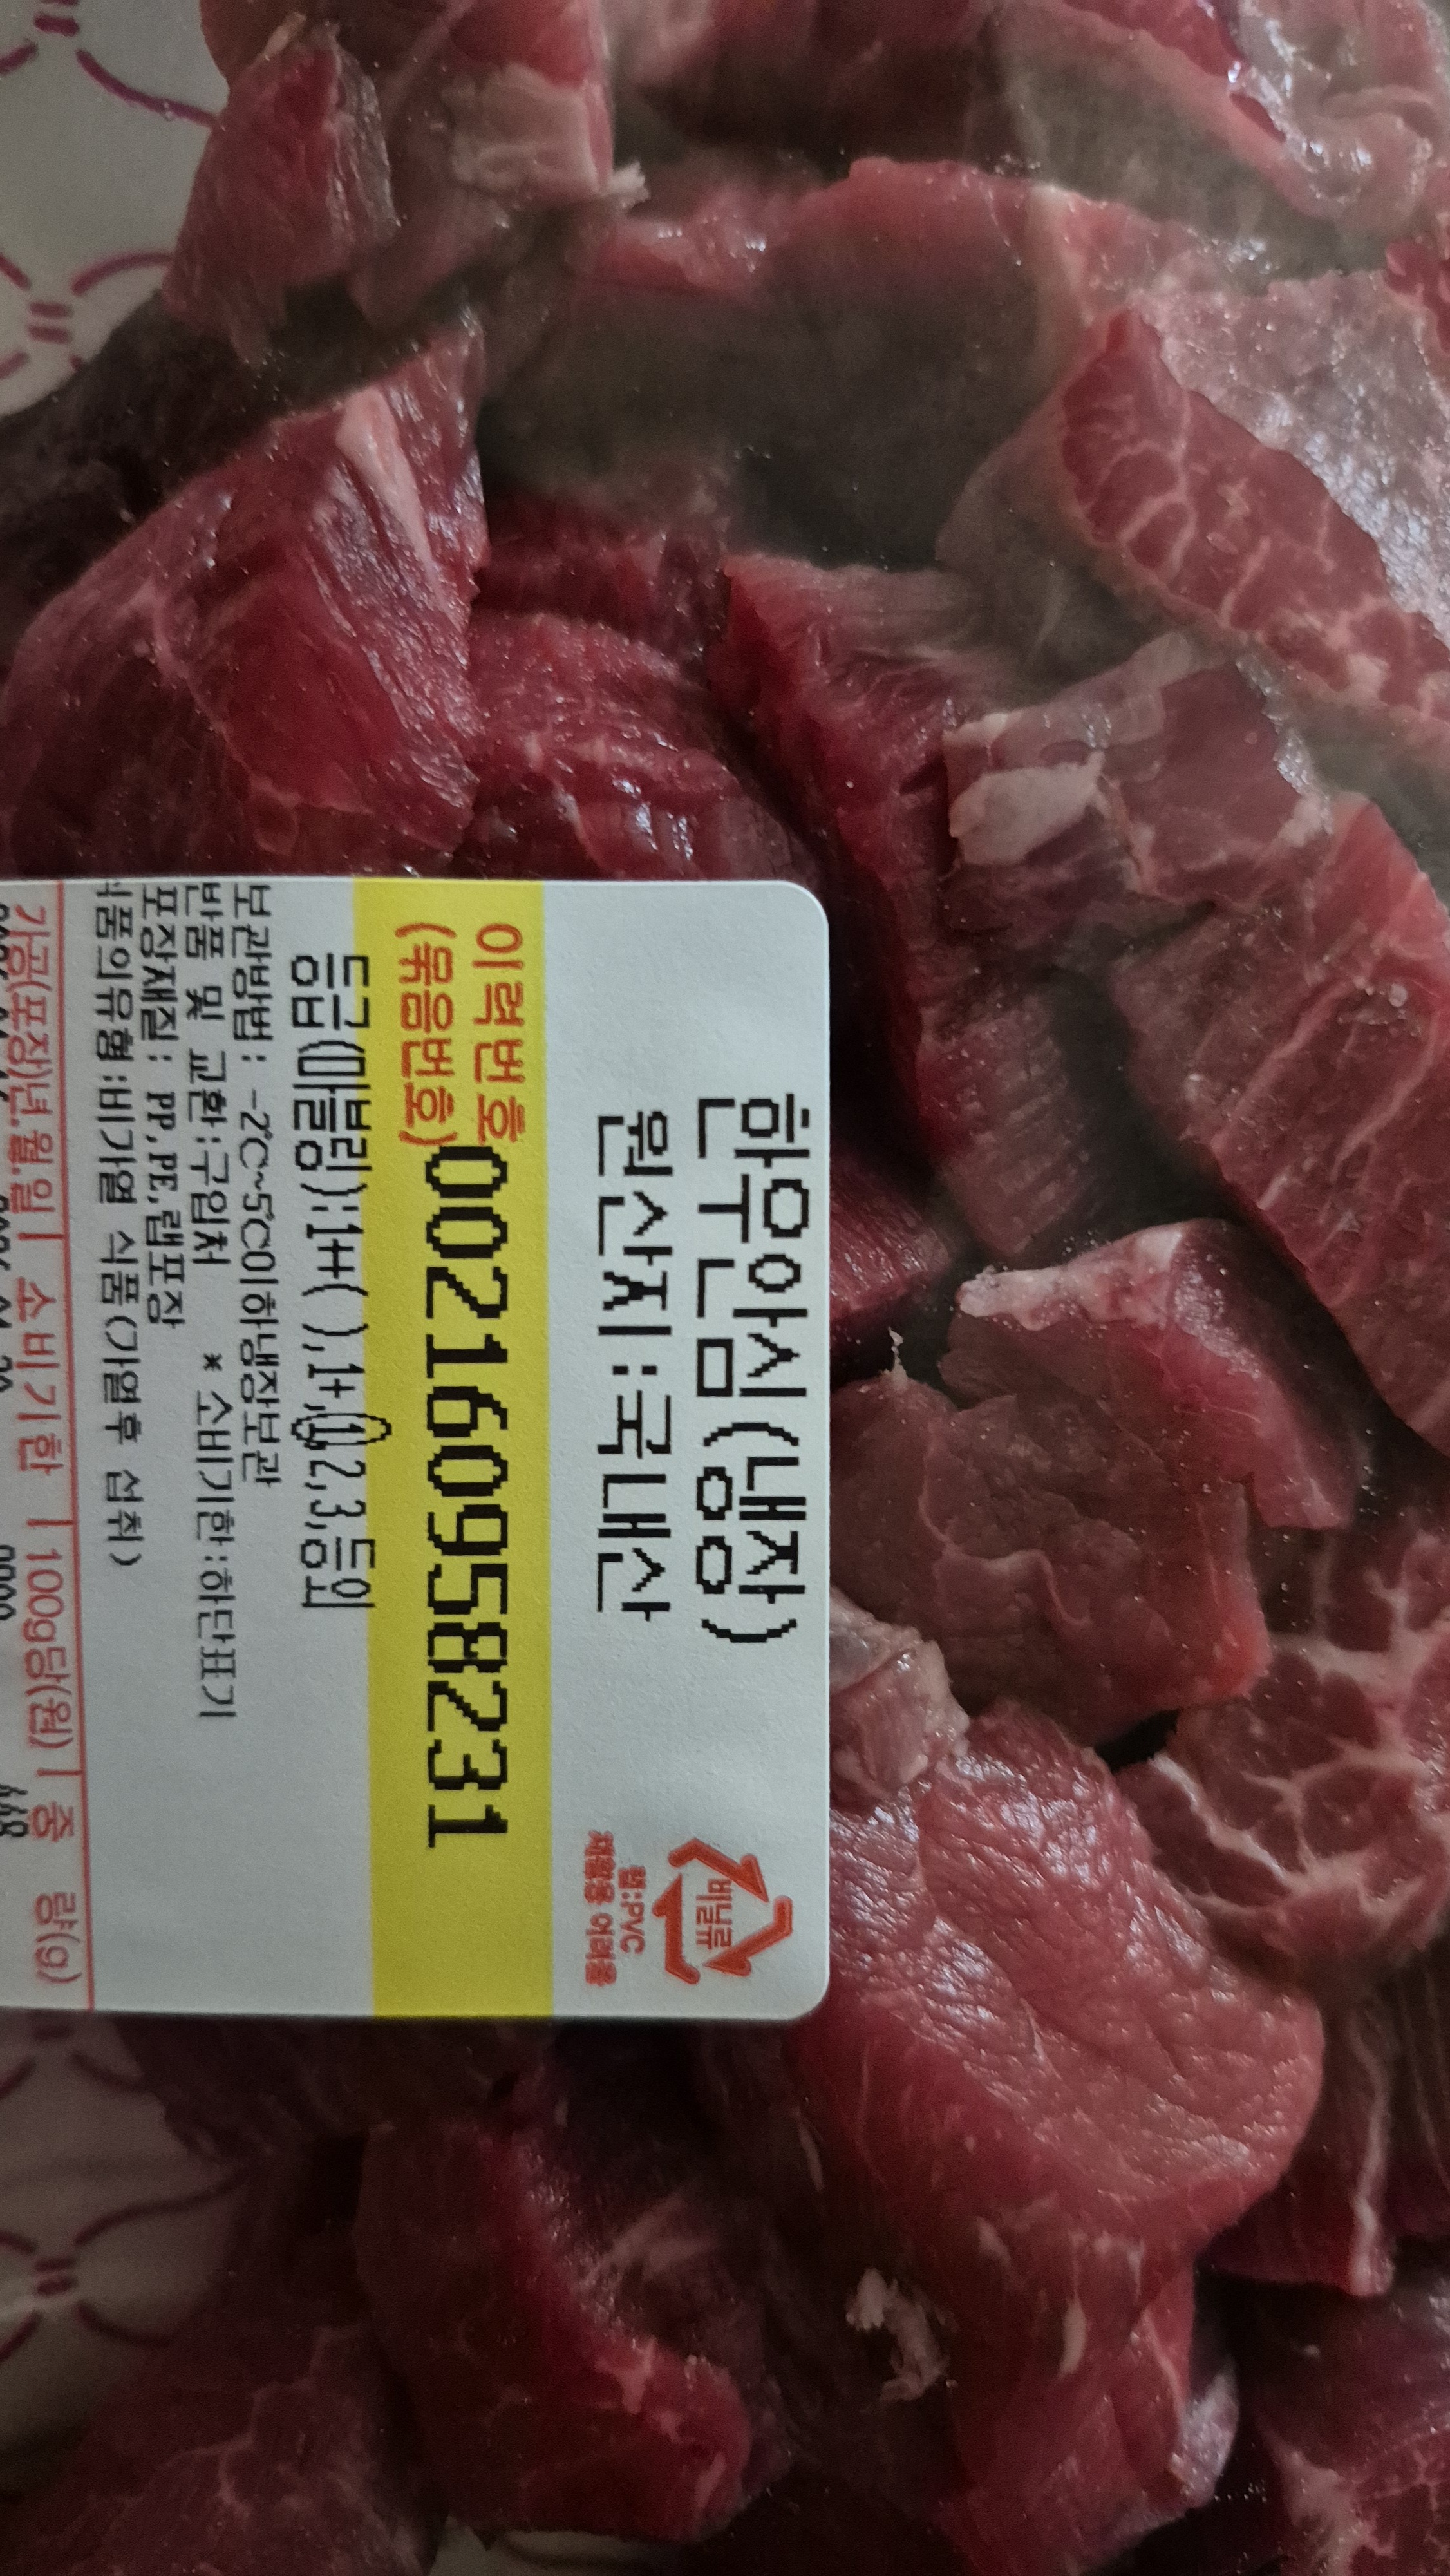 한우안심(냉장)
원산지:국내산
비닐류
랩:PVC
재활용 어려움
이력번호
(묶음번호)
002160958231
등급(마블링):1++( ),1+,1,2,3,등외
보관방법: -2℃~5℃이하냉장보관
반품 및 교환:구입처 * 소비기한:하단표기
포장재질: PP,PE,랩포장
품의유형:비가열 식품(가열후 섭취)
가공(포장)년.월.일 소비기한 100g당(원) 중 량(g)